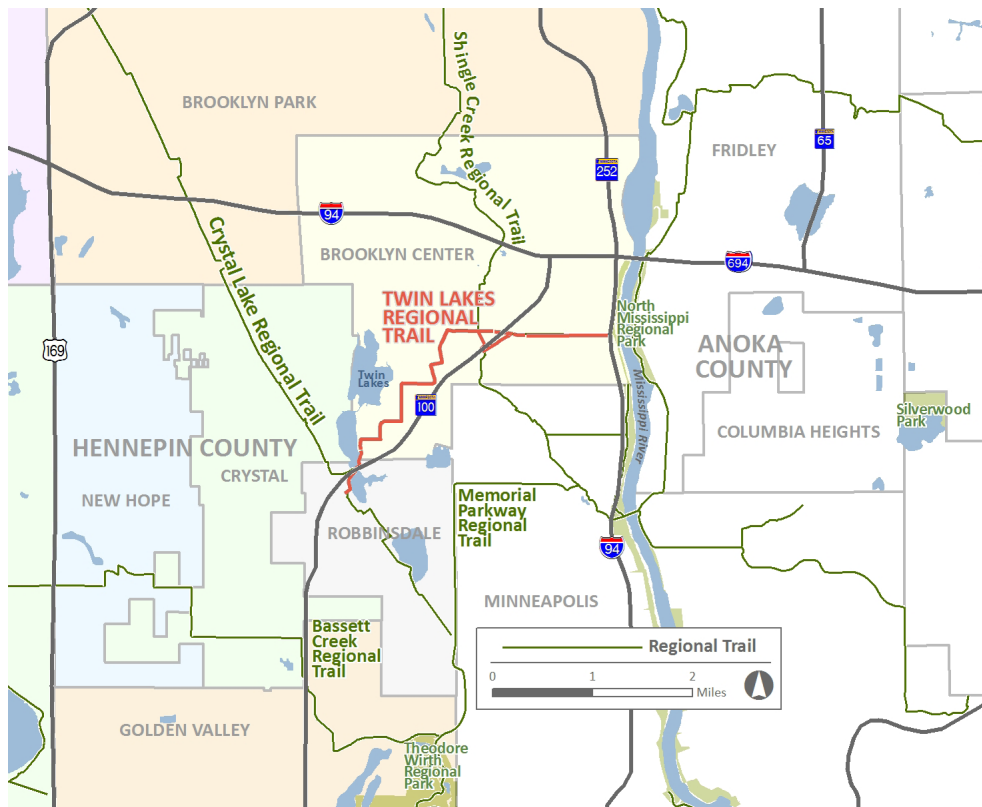 BROOKLYN PARK
Shingle Creek Regional Trail
252
65
FRIDLEY
94
Crystal Lake Regional Trail
BROOKLYN CENTER
694
TWIN LAKES
REGIONAL
TRAIL
North
Mississippi
Regional
Park
169
ANOKA
COUNTY
Twin
Lakes
100
Mississippi River
Silverwood
Park
COLUMBIA HEIGHTS
HENNEPIN COUNTY
CRYSTAL
NEW HOPE
Memorial
Parkway
Regional
Trail
ROBBINSDALE
94
MINNEAPOLIS
Bassett
Creek
Regional
Trail
Regional Trail
0 1 2
Miles
GOLDEN VALLEY
Theodore
Wirth
Regional
Park